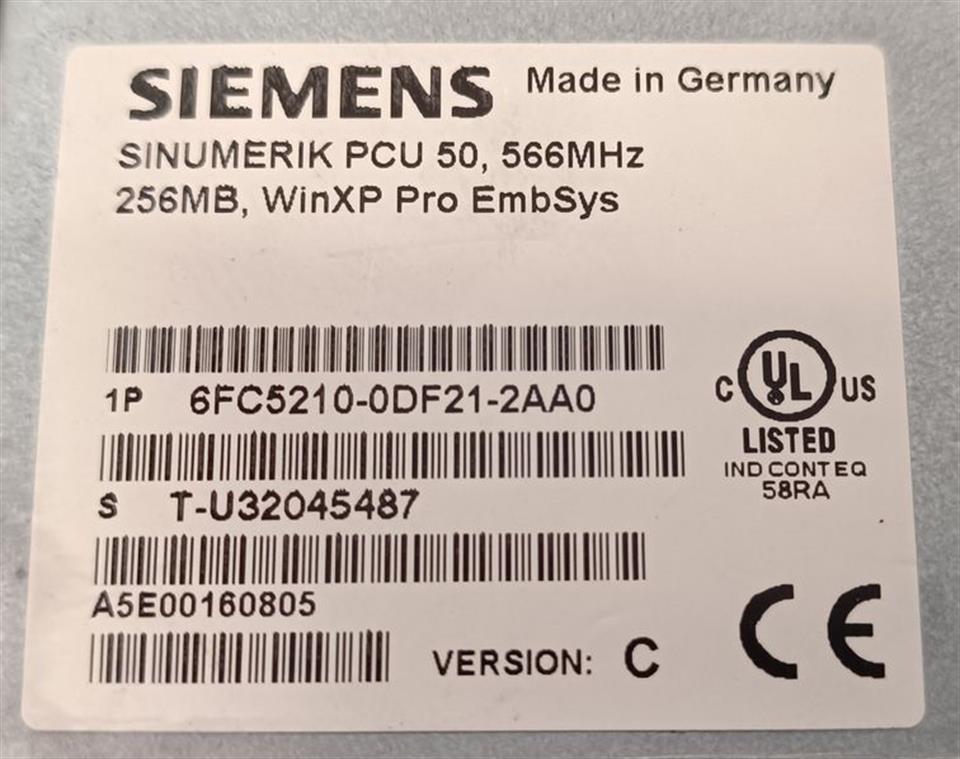 SIEMENS Made in Germany
SINUMERIK PCU 50, 566MHz
256MB, WinXP Pro EmbSys
1P 6FC5210-0DF21-2AA0
C UL US
LISTED
IND CONT EQ
58RA
S T-U32045487
A5E00160805
VERSION: C
CE